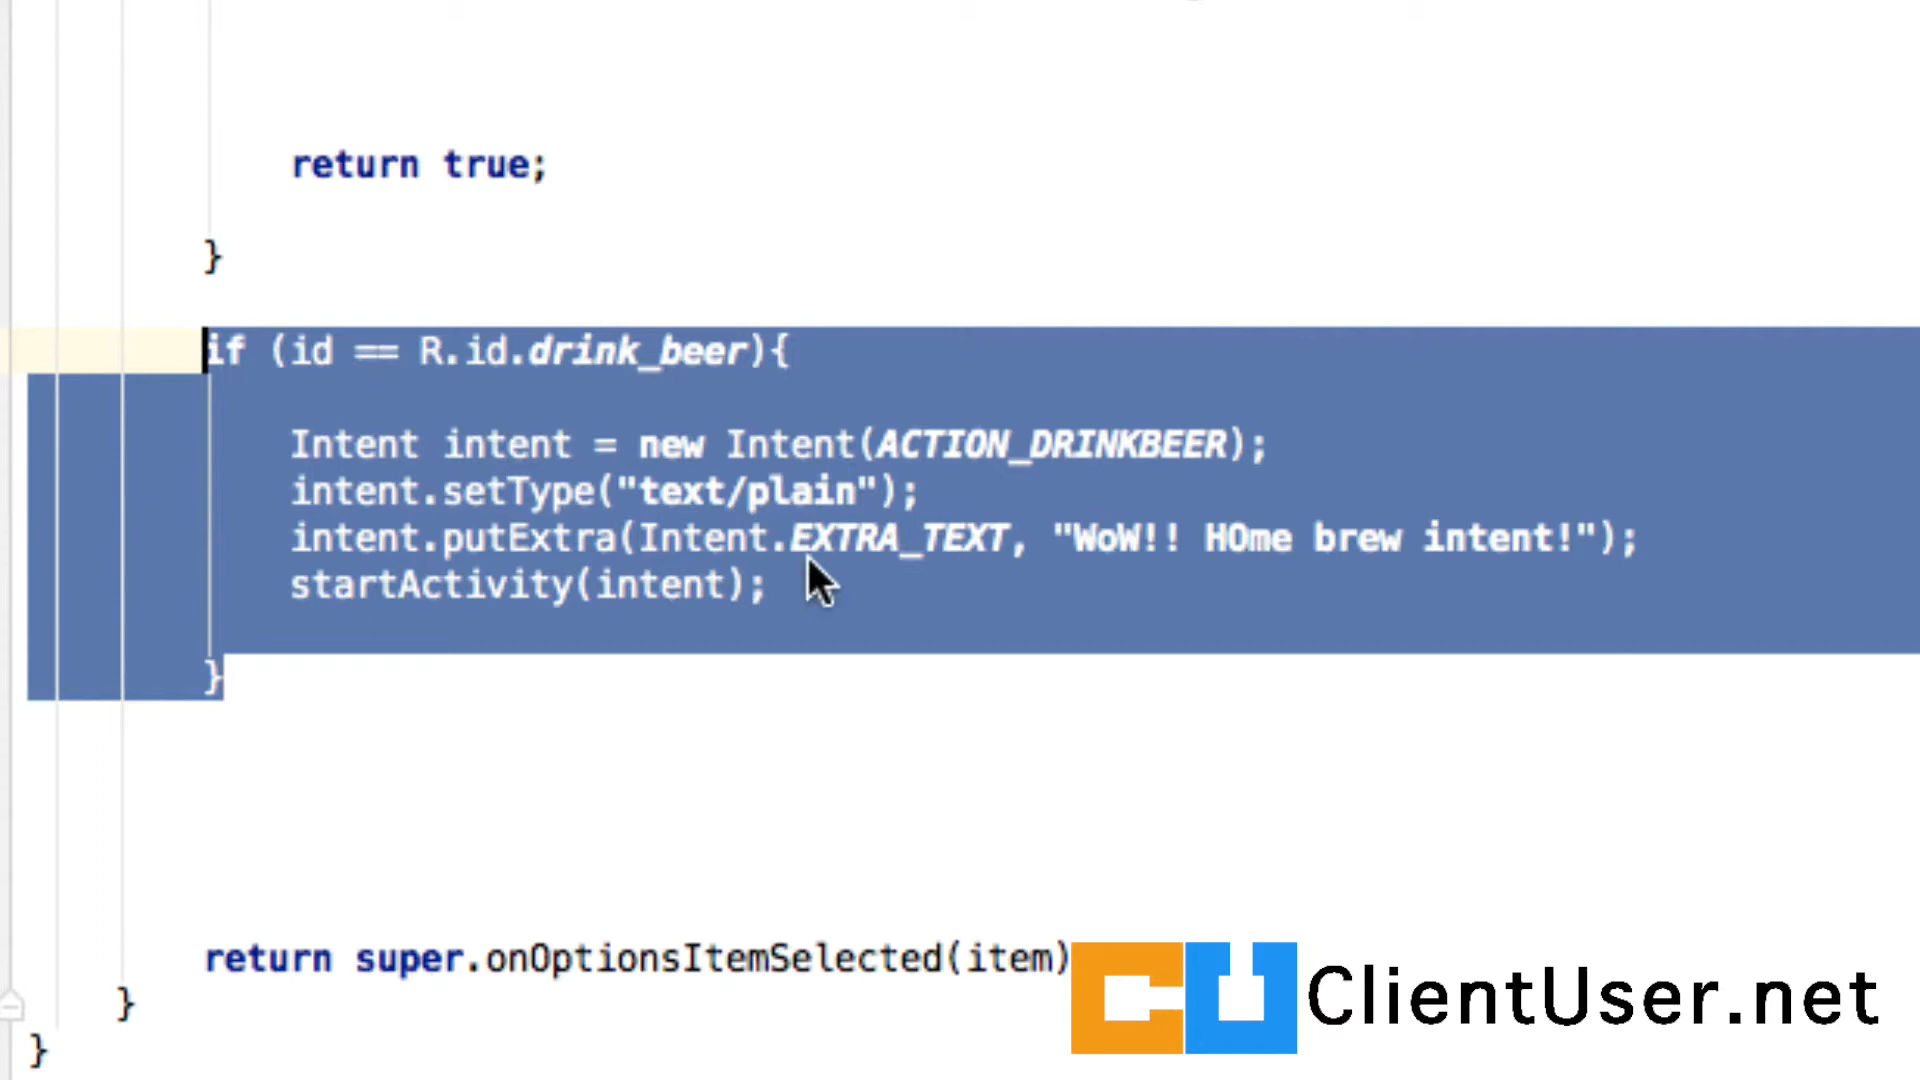 return true;
}
if (id == R.id.drink_beer){
Intent intent = new Intent(ACTION_DRINKBEER);
intent.setType("text/plain");
intent.putExtra(Intent.EXTRA_TEXT, "WoW!! HOme brew intent!");
startActivity(intent);
}
return super.onOptionsItemSelected(item)
}
}
CU ClientUser.net